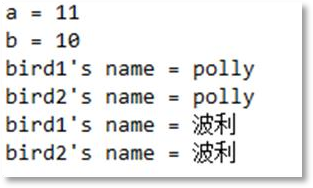 a = 11
b = 10
bird1's name = polly
bird2's name = polly
bird1's name = 波利
bird2's name = 波利